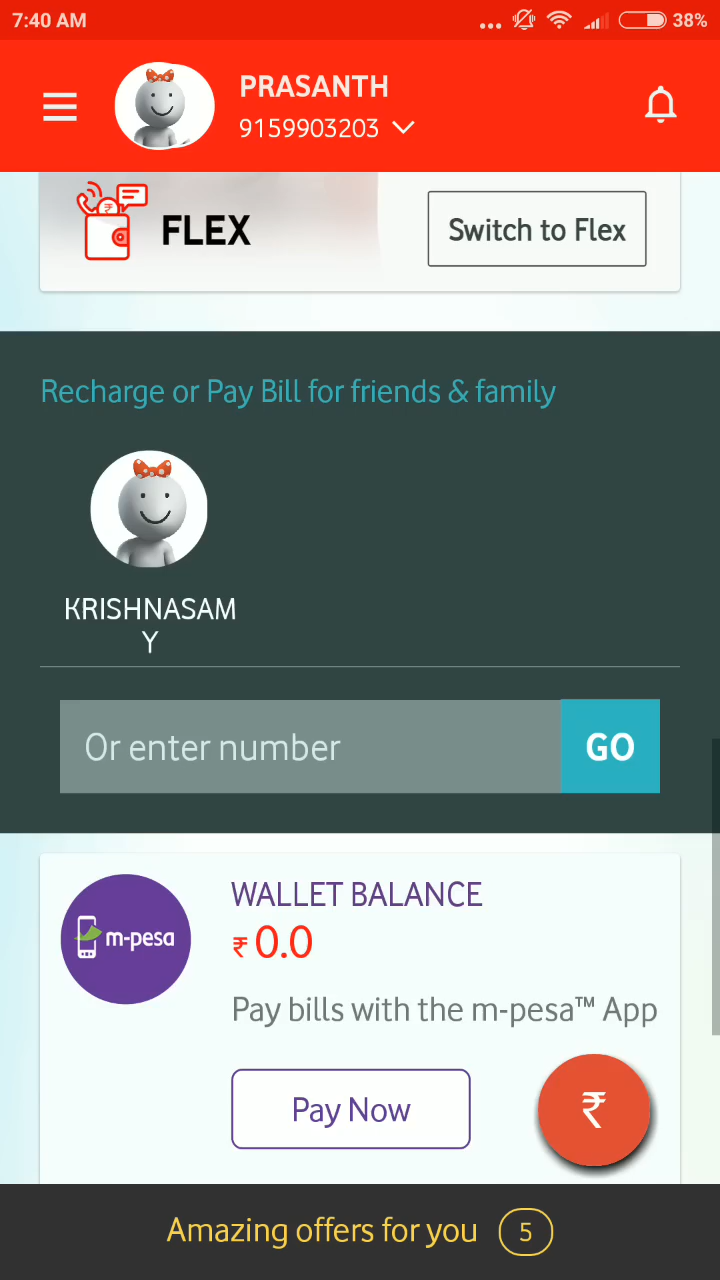 7:40 AM
38%
PRASANTH
9159903203
FLEX
Switch to Flex
Recharge or Pay Bill for friends & family
KRISHNASAM
Y
Or enter number
GO
WALLET BALANCE
m-pesa
₹ 0.0
Pay bills with the m-pesa™ App
Pay Now
₹
Amazing offers for you 5